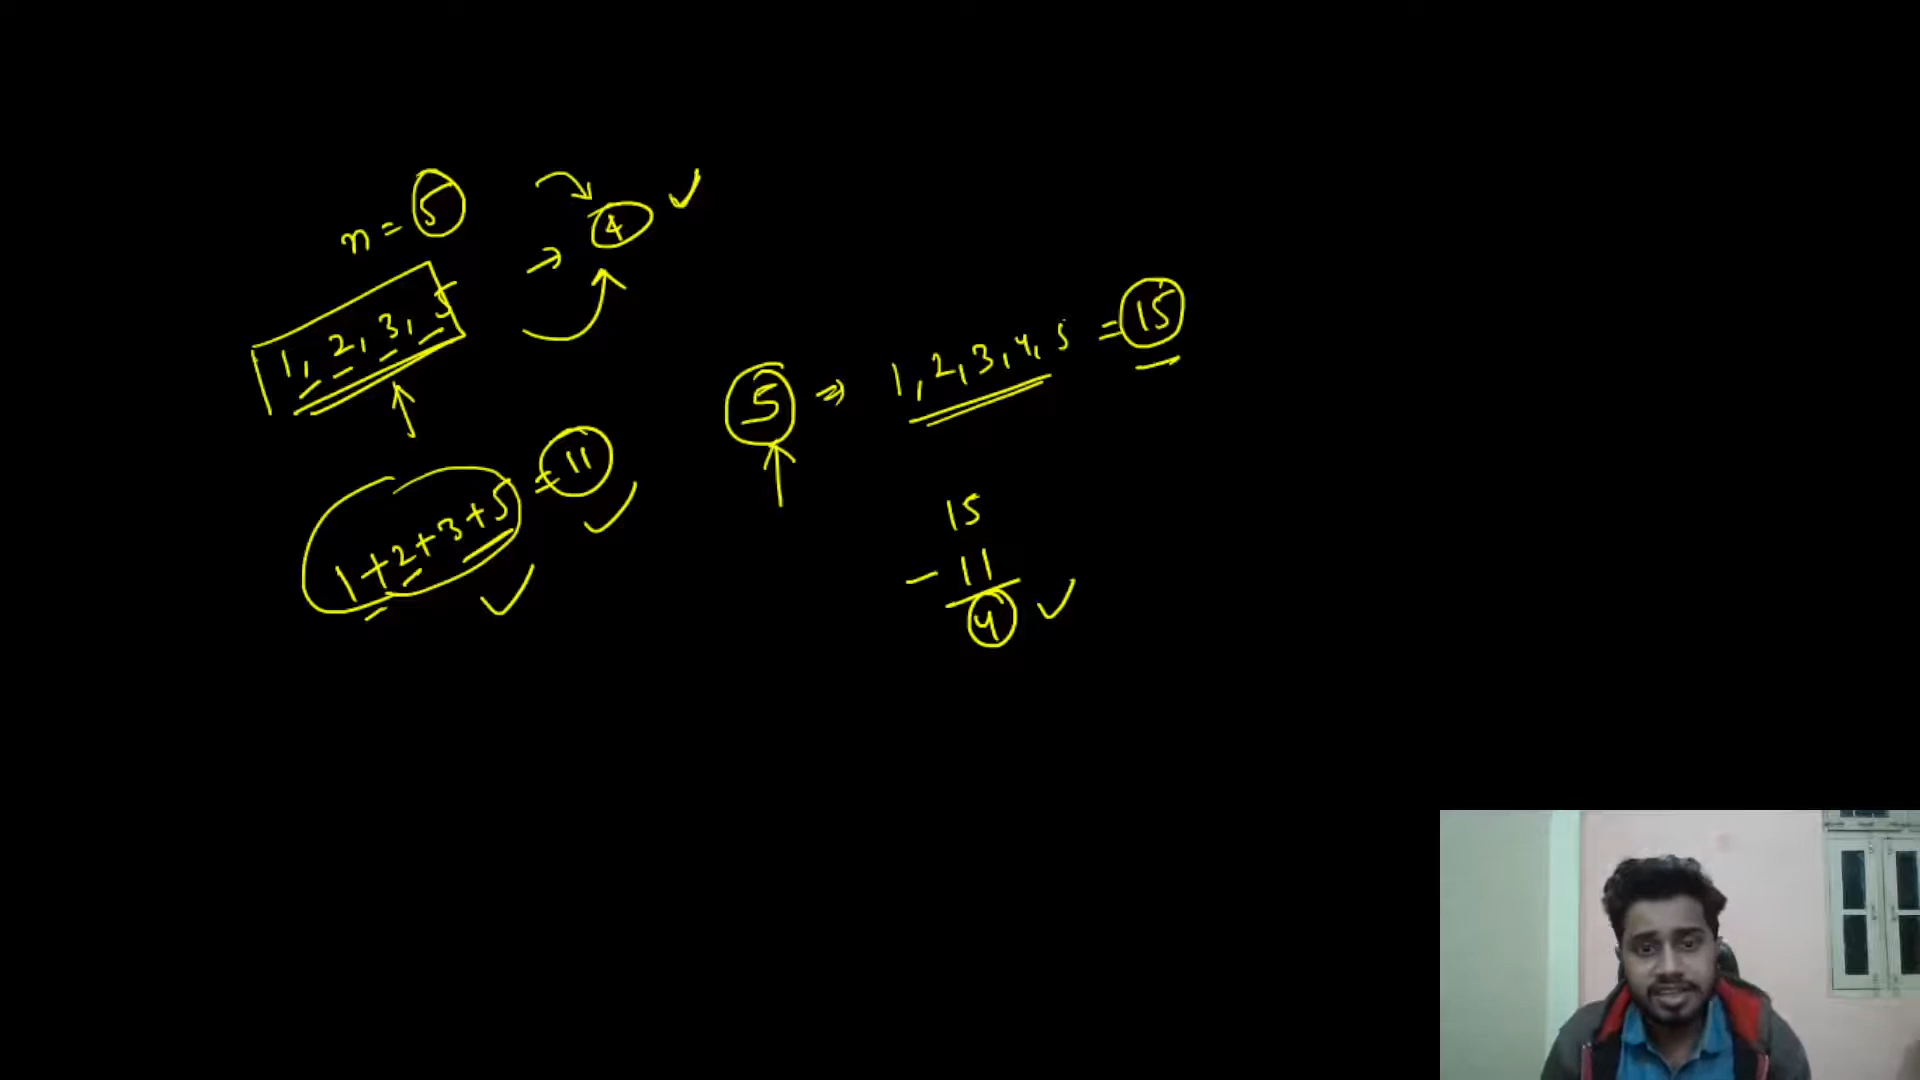 n = 5
4
1, 2, 3, 5
1+2+3+5 = 11
5 ⇒ 1, 2, 3, 4, 5 = 15
15
- 11
4